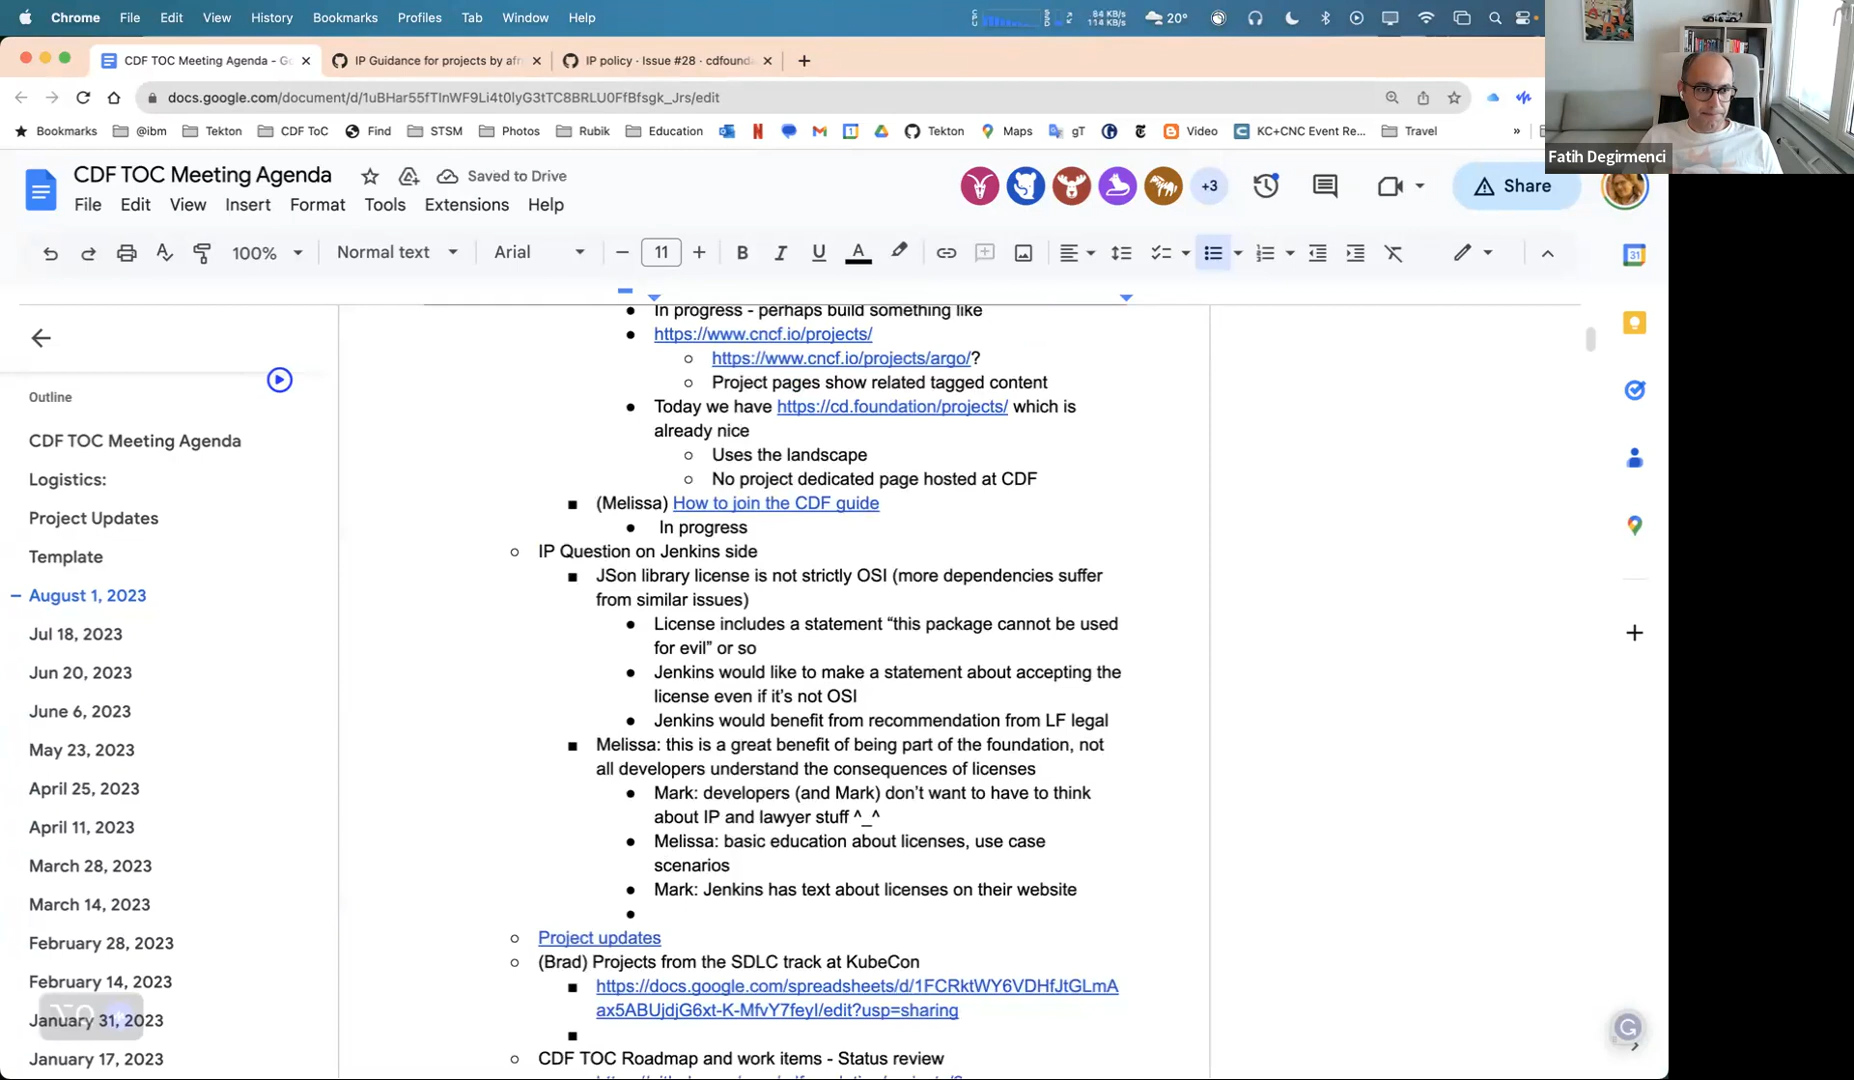 Chrome File Edit View History Bookmarks Profiles Tab Window Help
84 KB/s
114 KB/s
20°
CDF TOC Meeting Agenda - Go
IP Guidance for projects by afr
IP policy · Issue #28 · cdfound
docs.google.com/document/d/1uBHar55fTlnWF9Li4t0lyG3tTC8BRLU0FfBfsgk_Jrs/edit
Bookmarks @ibm Tekton CDF ToC Find STSM Photos Rubik Education Tekton Maps gT Video KC+CNC Event Re... Travel »
Fatih Degirmenci
CDF TOC Meeting Agenda
Saved to Drive
+3
Share
File Edit View Insert Format Tools Extensions Help
100% Normal text Arial 11
Outline
CDF TOC Meeting Agenda
Logistics:
Project Updates
Template
August 1, 2023
Jul 18, 2023
Jun 20, 2023
June 6, 2023
May 23, 2023
April 25, 2023
April 11, 2023
March 28, 2023
March 14, 2023
February 28, 2023
February 14, 2023
January 31, 2023
January 17, 2023
In progress - perhaps build something like
https://www.cncf.io/projects/
https://www.cncf.io/projects/argo/?
Project pages show related tagged content
Today we have https://cd.foundation/projects/ which is
already nice
Uses the landscape
No project dedicated page hosted at CDF
(Melissa) How to join the CDF guide
In progress
IP Question on Jenkins side
JSon library license is not strictly OSI (more dependencies suffer
from similar issues)
License includes a statement “this package cannot be used
for evil” or so
Jenkins would like to make a statement about accepting the
license even if it’s not OSI
Jenkins would benefit from recommendation from LF legal
Melissa: this is a great benefit of being part of the foundation, not
all developers understand the consequences of licenses
Mark: developers (and Mark) don’t want to have to think
about IP and lawyer stuff ^_^
Melissa: basic education about licenses, use case
scenarios
Mark: Jenkins has text about licenses on their website
Project updates
(Brad) Projects from the SDLC track at KubeCon
https://docs.google.com/spreadsheets/d/1FCRktWY6VDHfJtGLmA
ax5ABUjdjG6xt-K-MfvY7feyI/edit?usp=sharing
CDF TOC Roadmap and work items - Status review